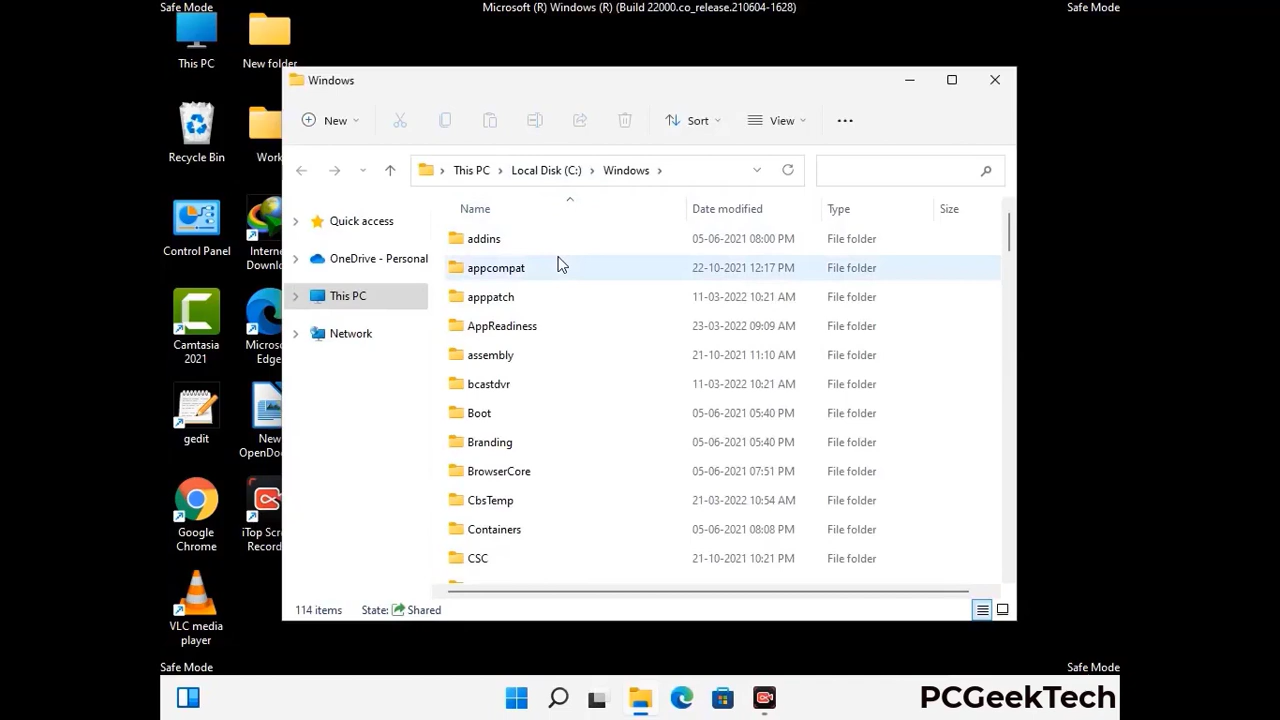 Safe Mode
Microsoft (R) Windows (R) (Build 22000.co_release.210604-1628)
Safe Mode
This PC
New folder
Recycle Bin
Work
Control Panel
Internet
Downlo
Camtasia
2021
Microso
Edge
gedit
New
OpenDoc
Google
Chrome
iTop Scr
Record
VLC media
player
Windows
New
Sort
View
This PC
Local Disk (C:)
Windows
Quick access
OneDrive - Personal
This PC
Network
Name Date modified Type Size
addins 05-06-2021 08:00 PM File folder
appcompat 22-10-2021 12:17 PM File folder
apppatch 11-03-2022 10:21 AM File folder
AppReadiness 23-03-2022 09:09 AM File folder
assembly 21-10-2021 11:10 AM File folder
bcastdvr 11-03-2022 10:21 AM File folder
Boot 05-06-2021 05:40 PM File folder
Branding 05-06-2021 05:40 PM File folder
BrowserCore 05-06-2021 07:51 PM File folder
CbsTemp 21-03-2022 10:54 AM File folder
Containers 05-06-2021 08:08 PM File folder
CSC 21-10-2021 10:21 PM File folder
114 items State: Shared
Safe Mode
Safe Mode
PCGeekTech